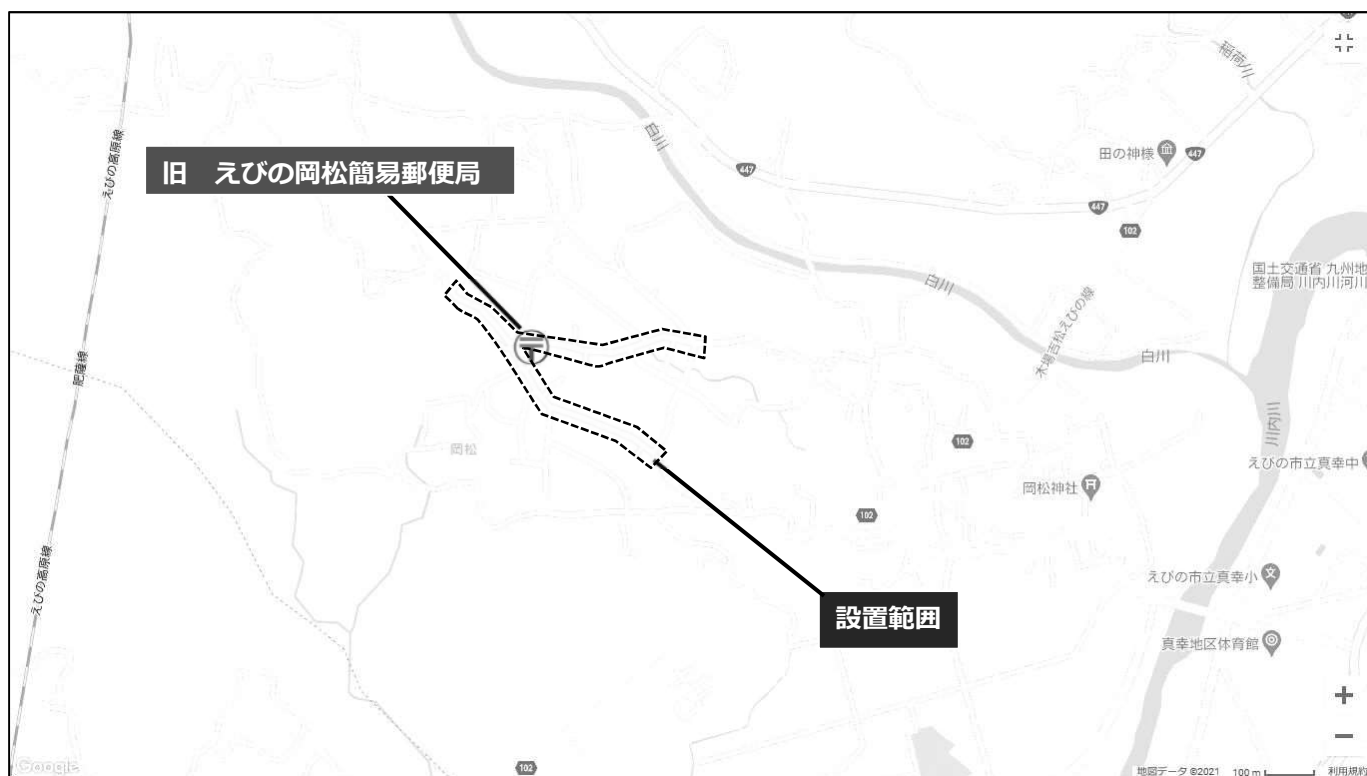 稲荷川
えびの高原線
旧　えびの岡松簡易郵便局
白川
447
田の神様
447
447
102
国土交通省 九州地
整備局 川内川河川
白川
木場吉松えびの線
白川
肥薩線
川内川
岡松
102
えびの市立真幸中
岡松神社
102
えびの高原線
えびの市立真幸小
設置範囲
真幸地区体育館
Google
102
地図データ ©2021
100 m
利用規約